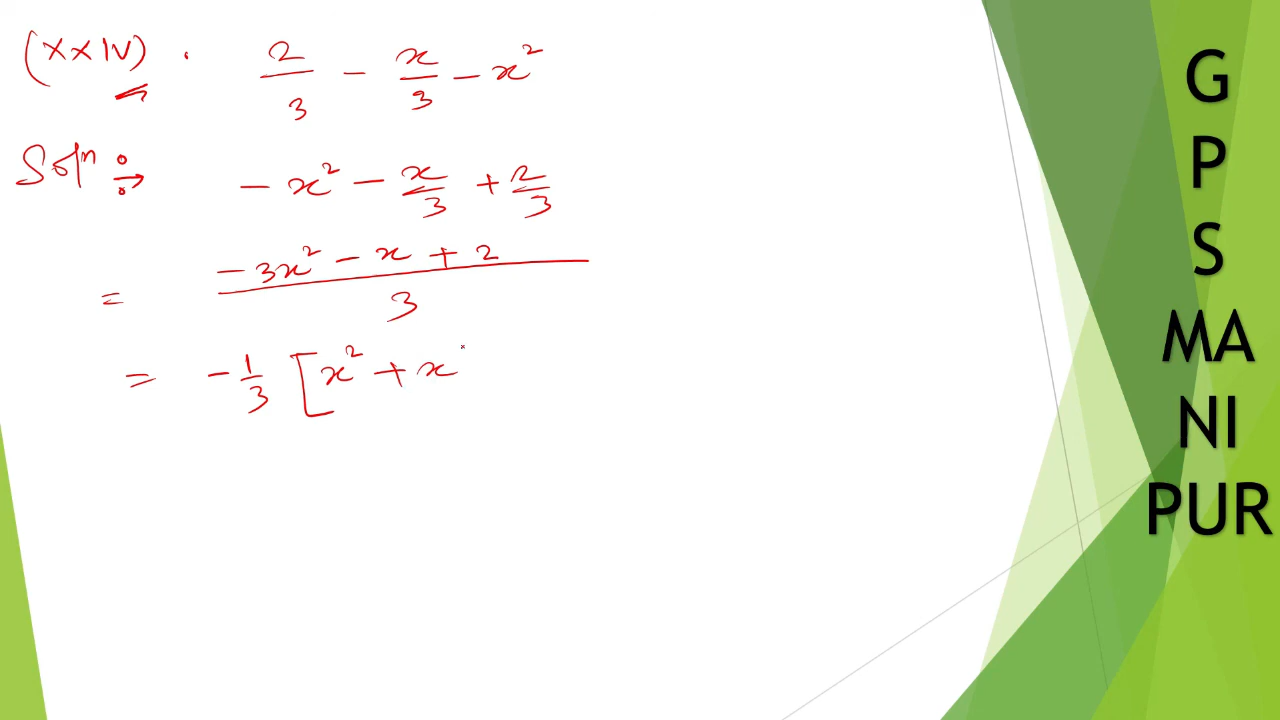 (XXIV) . 2/3 - x/3 - x²
Solⁿ ÷→ - x² - x/3 + 2/3
= (- 3x² - x + 2)/3
= - 1/3 [x² + x
G
P
S
MA
NI
PUR